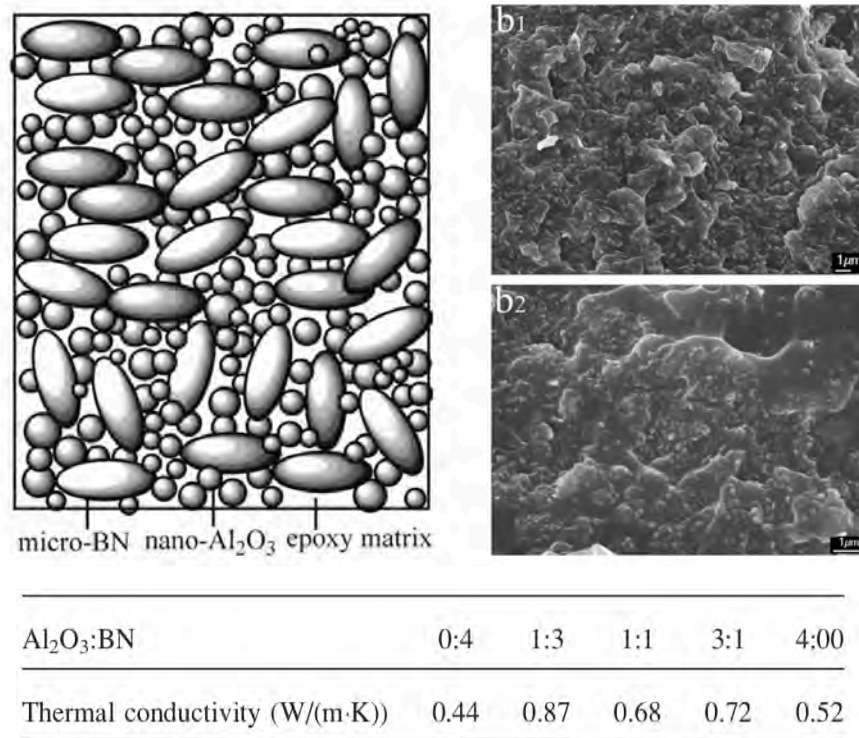 b1
1μm
b2
1μm
micro-BN nano-Al₂O₃ epoxy matrix
Al₂O₃:BN 0:4 1:3 1:1 3:1 4:00
Thermal conductivity (W/(m·K)) 0.44 0.87 0.68 0.72 0.52